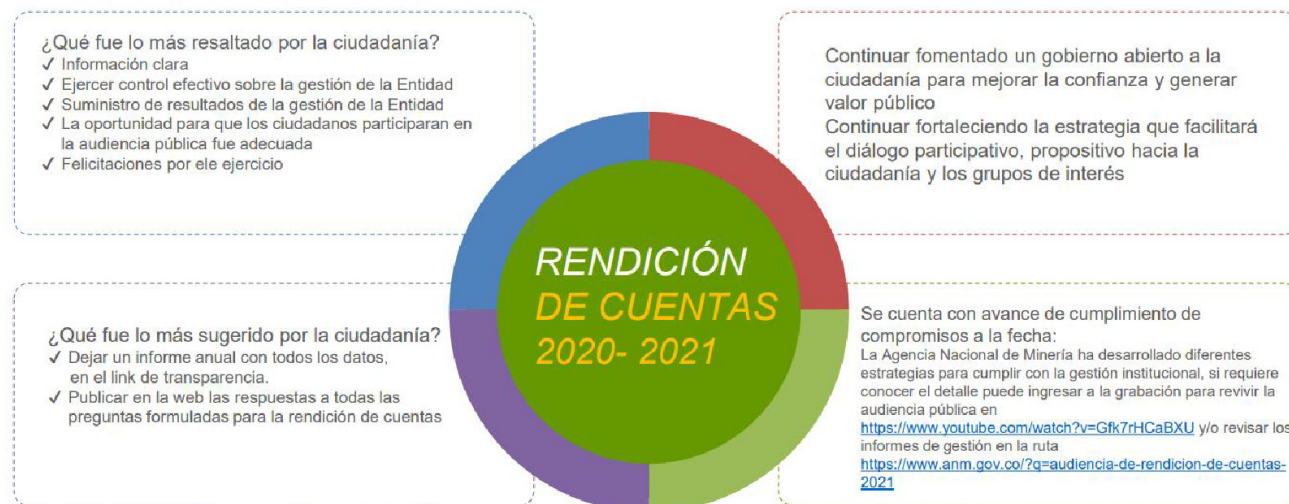 ¿Qué fue lo más resaltado por la ciudadanía?
✓ Información clara
✓ Ejercer control efectivo sobre la gestión de la Entidad
✓ Suministro de resultados de la gestión de la Entidad
✓ La oportunidad para que los ciudadanos participaran en
la audiencia pública fue adecuada
✓ Felicitaciones por ele ejercicio
Continuar fomentado un gobierno abierto a la
ciudadanía para mejorar la confianza y generar
valor público
Continuar fortaleciendo la estrategia que facilitará
el diálogo participativo, propositivo hacia la
ciudadanía y los grupos de interés
RENDICIÓN
DE CUENTAS
2020- 2021
¿Qué fue lo más sugerido por la ciudadanía?
✓ Dejar un informe anual con todos los datos,
en el link de transparencia.
✓ Publicar en la web las respuestas a todas las
preguntas formuladas para la rendición de cuentas
Se cuenta con avance de cumplimiento de
compromisos a la fecha:
La Agencia Nacional de Minería ha desarrollado diferentes
estrategias para cumplir con la gestión institucional, si requiere
conocer el detalle puede ingresar a la grabación para revivir la
audiencia pública en
https://www.youtube.com/watch?v=Gfk7rHCaBXU y/o revisar los
informes de gestión en la ruta
https://www.anm.gov.co/?q=audiencia-de-rendicion-de-cuentas-
2021